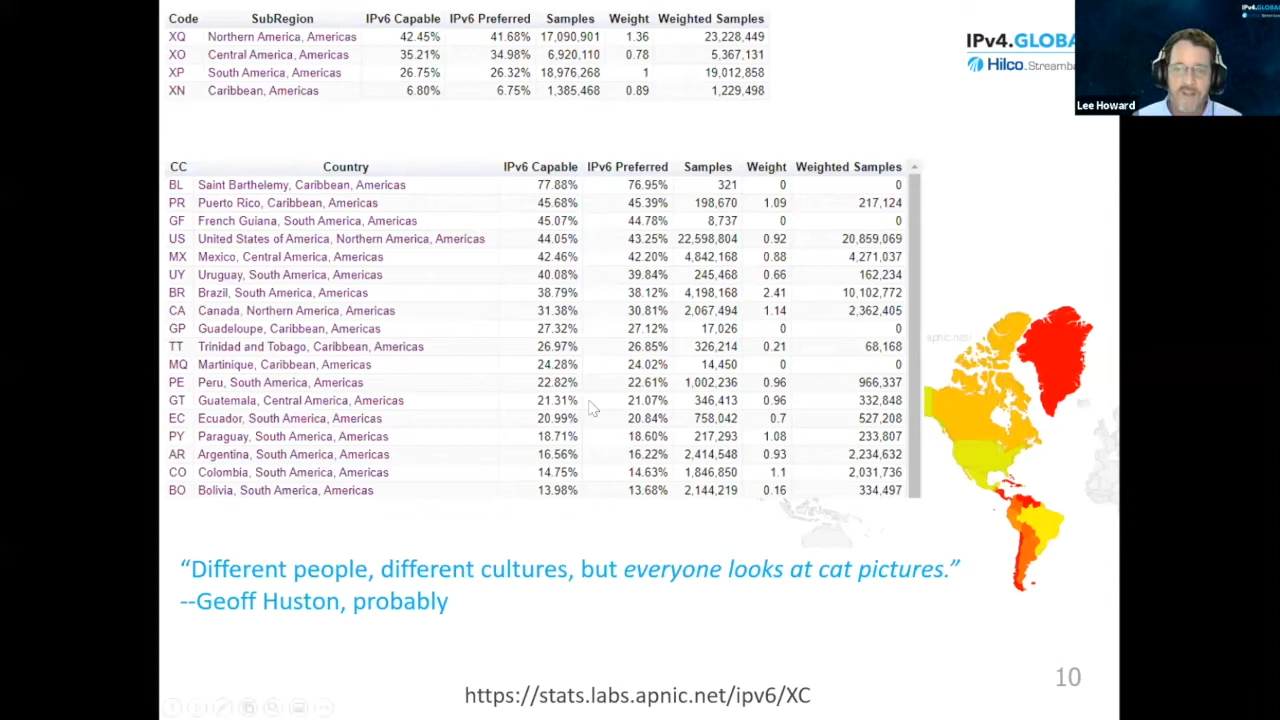 Code SubRegion IPv6 Capable IPv6 Preferred Samples Weight Weighted Samples
XQ Northern America, Americas 42.45% 41.68% 17,090,901 1.36 23,228,449
XO Central America, Americas 35.21% 34.98% 6,920,110 0.78 5,367,131
XP South America, Americas 26.75% 26.32% 18,976,268 1 19,012,858
XN Caribbean, Americas 6.80% 6.75% 1,385,468 0.89 1,229,498
IPv4.GLOBA
Hilco. Streamba
IPv4.GLOBA
Lee Howard
CC Country IPv6 Capable IPv6 Preferred Samples Weight Weighted Samples
BL Saint Barthelemy, Caribbean, Americas 77.88% 76.95% 321 0 0
PR Puerto Rico, Caribbean, Americas 45.68% 45.39% 198,670 1.09 217,124
GF French Guiana, South America, Americas 45.07% 44.78% 8,737 0 0
US United States of America, Northern America, Americas 44.05% 43.25% 22,598,804 0.92 20,859,069
MX Mexico, Central America, Americas 42.46% 42.20% 4,842,168 0.88 4,271,037
UY Uruguay, South America, Americas 40.08% 39.84% 245,468 0.66 162,234
BR Brazil, South America, Americas 38.79% 38.12% 4,198,168 2.41 10,102,772
CA Canada, Northern America, Americas 31.38% 30.81% 2,067,494 1.14 2,362,405
GP Guadeloupe, Caribbean, Americas 27.32% 27.12% 17,026 0 0
TT Trinidad and Tobago, Caribbean, Americas 26.97% 26.85% 326,214 0.21 68,168
MQ Martinique, Caribbean, Americas 24.28% 24.02% 14,450 0 0
PE Peru, South America, Americas 22.82% 22.61% 1,002,236 0.96 966,337
GT Guatemala, Central America, Americas 21.31% 21.07% 346,413 0.96 332,848
EC Ecuador, South America, Americas 20.99% 20.84% 758,042 0.7 527,208
PY Paraguay, South America, Americas 18.71% 18.60% 217,293 1.08 233,807
AR Argentina, South America, Americas 16.56% 16.22% 2,414,548 0.93 2,234,632
CO Colombia, South America, Americas 14.75% 14.63% 1,846,850 1.1 2,031,736
BO Bolivia, South America, Americas 13.98% 13.68% 2,144,219 0.16 334,497
apnic.net/
“Different people, different cultures, but everyone looks at cat pictures.”
--Geoff Huston, probably
10
https://stats.labs.apnic.net/ipv6/XC